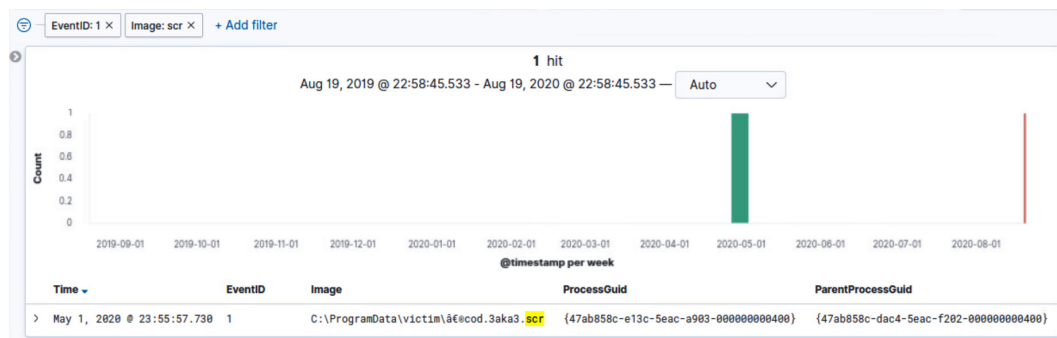 EventID: 1 × Image: scr × + Add filter
1 hit
Aug 19, 2019 @ 22:58:45.533 - Aug 19, 2020 @ 22:58:45.533 — Auto
1
0.8
0.6
0.4
0.2
0
Count
2019-09-01 2019-10-01 2019-11-01 2019-12-01 2020-01-01 2020-02-01 2020-03-01 2020-04-01 2020-05-01 2020-06-01 2020-07-01 2020-08-01
@timestamp per week
Time EventID Image ProcessGuid ParentProcessGuid
May 1, 2020 @ 23:55:57.730 1 C:\ProgramData\victim\â€®cod.3aka3.scr {47ab858c-e13c-5eac-a903-000000000400} {47ab858c-dac4-5eac-f202-000000000400}